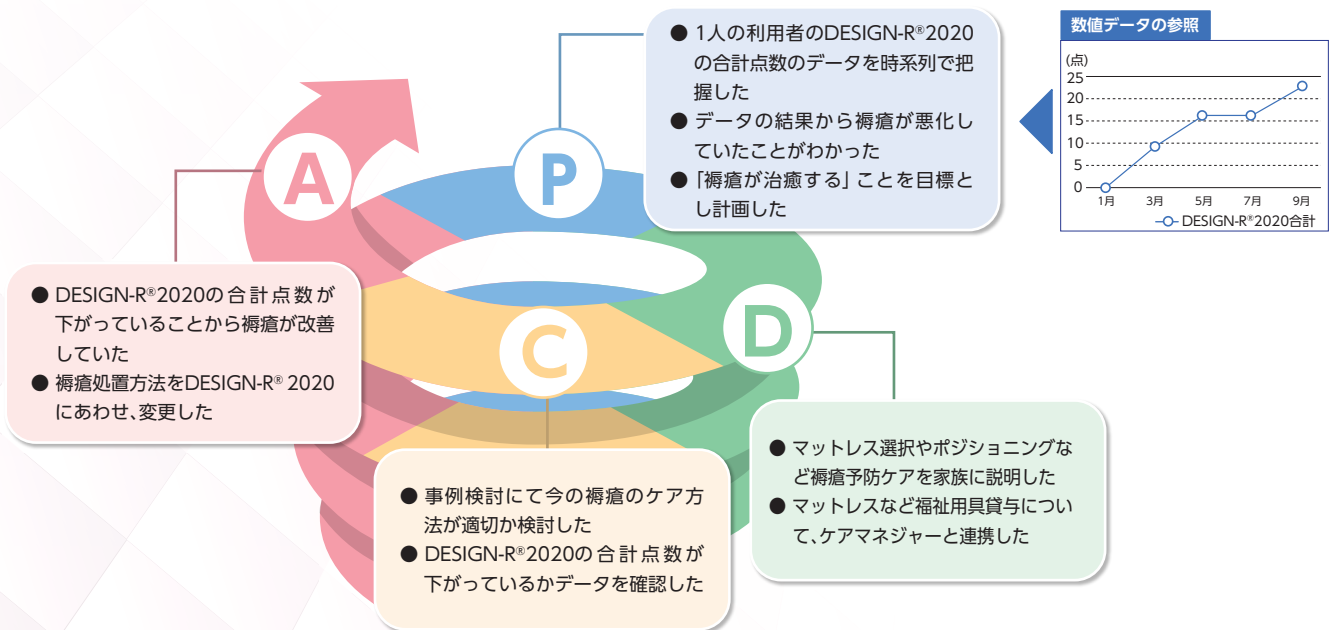 ● 1人の利用者のDESIGN-R®2020
の合計点数のデータを時系列で把
握した
● データの結果から褥瘡が悪化し
ていたことがわかった
● 「褥瘡が治癒する」ことを目標と
し計画した
数値データの参照
(点)
25
20
15
10
5
0
1月 3月 5月 7月 9月
DESIGN-R®2020合計
A
P
● DESIGN-R®2020の合計点数が
下がっていることから褥瘡が改善
していた
● 褥瘡処置方法をDESIGN-R® 2020
にあわせ、変更した
C
D
● 事例検討にて今の褥瘡のケア方
法が適切か検討した
● DESIGN-R®2020の合計点数が
下がっているかデータを確認した
● マットレス選択やポジショニングな
ど褥瘡予防ケアを家族に説明した
● マットレスなど福祉用具貸与につい
て、ケアマネジャーと連携した